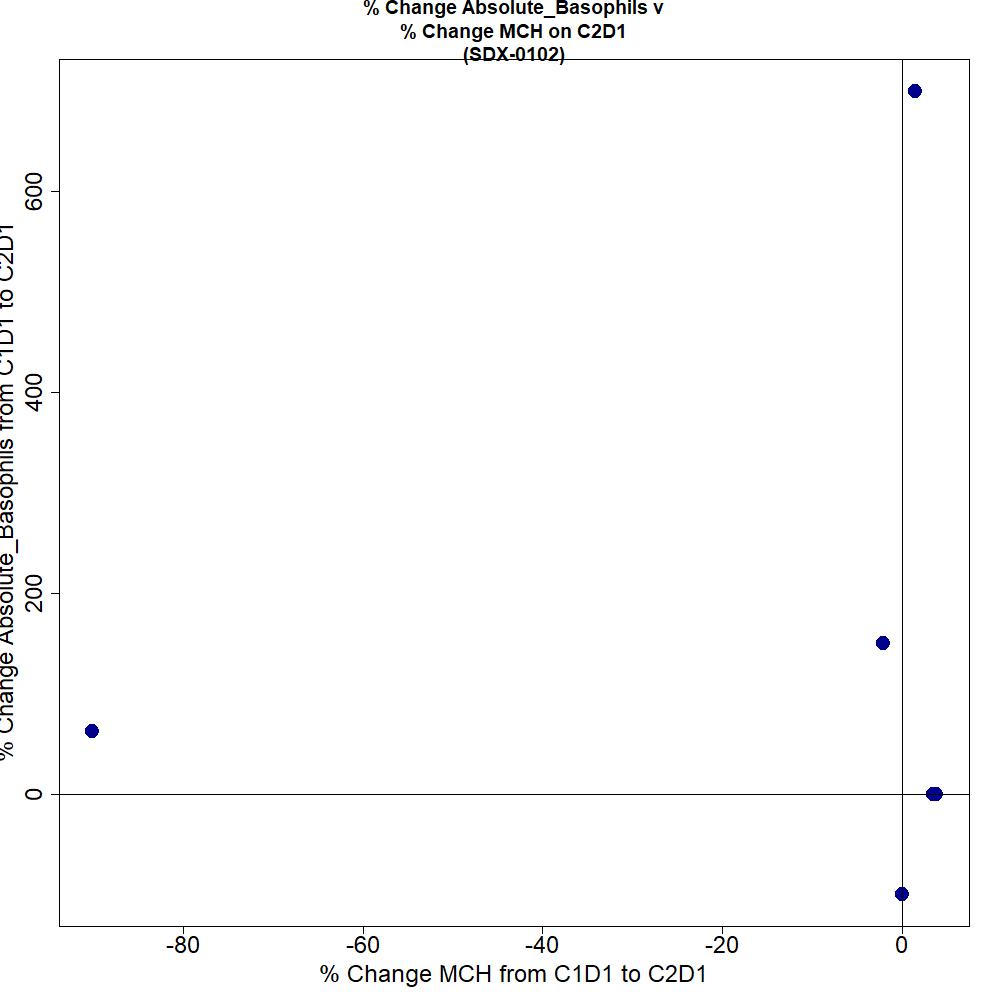 % Change Absolute_Basophils v
% Change MCH on C2D1
(SDX-0102)
% Change Absolute_Basophils from C1D1 to C2D1
600
400
200
0
-80
-60
-40
-20
0
% Change MCH from C1D1 to C2D1